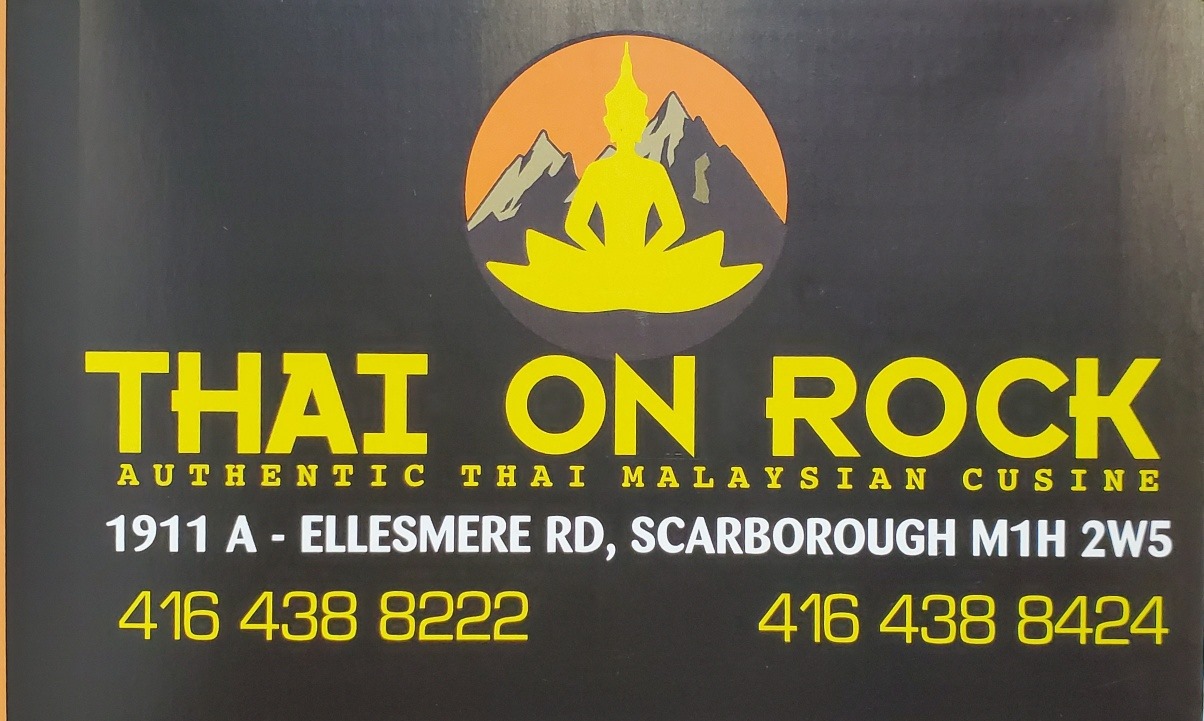 THAI ON ROCK
AUTHENTIC THAI MALAYSIAN CUSINE
1911 A - ELLESMERE RD, SCARBOROUGH M1H 2W5
416 438 8222 416 438 8424